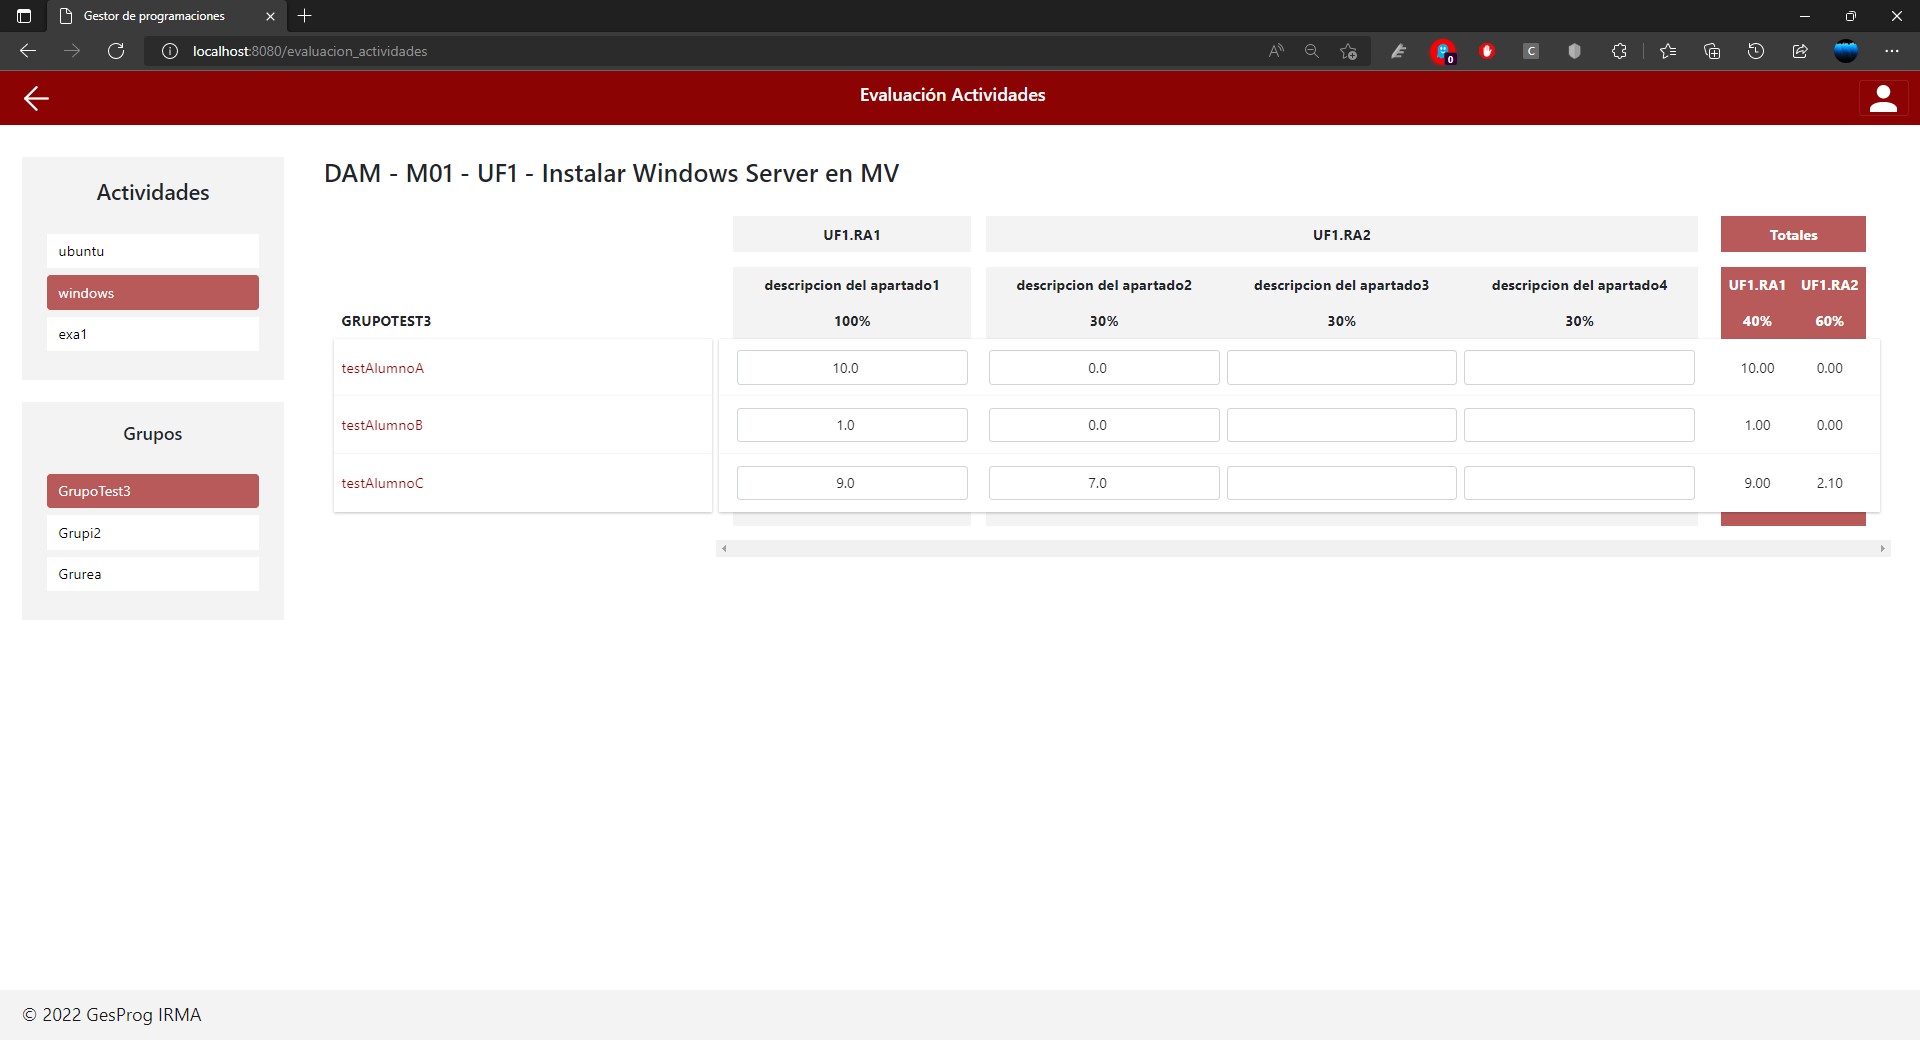 Gestor de programaciones
localhost:8080/evaluacion_actividades
0
C
Evaluación Actividades
Actividades
ubuntu
windows
exa1
Grupos
GrupoTest3
Grupi2
Grurea
DAM - M01 - UF1 - Instalar Windows Server en MV
UF1.RA1 UF1.RA2 Totales
descripcion del apartado1 descripcion del apartado2 descripcion del apartado3 descripcion del apartado4 UF1.RA1 UF1.RA2
GRUPOTEST3 100% 30% 30% 30% 40% 60%
testAlumnoA 10.0 0.0 10.00 0.00
testAlumnoB 1.0 0.0 1.00 0.00
testAlumnoC 9.0 7.0 9.00 2.10
© 2022 GesProg IRMA